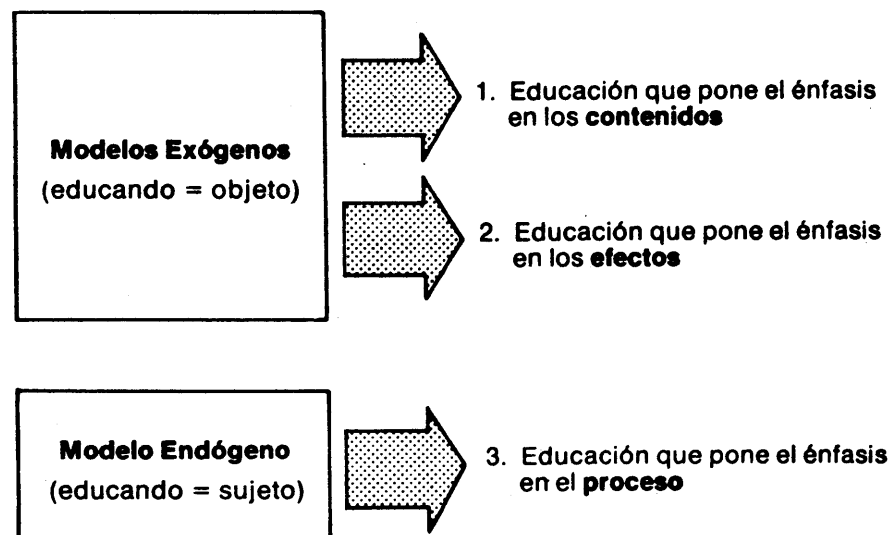 Modelos Exógenos
(educando = objeto)
1. Educación que pone el énfasis
en los contenidos
2. Educación que pone el énfasis
en los efectos
Modelo Endógeno
(educando = sujeto)
3. Educación que pone el énfasis
en el proceso